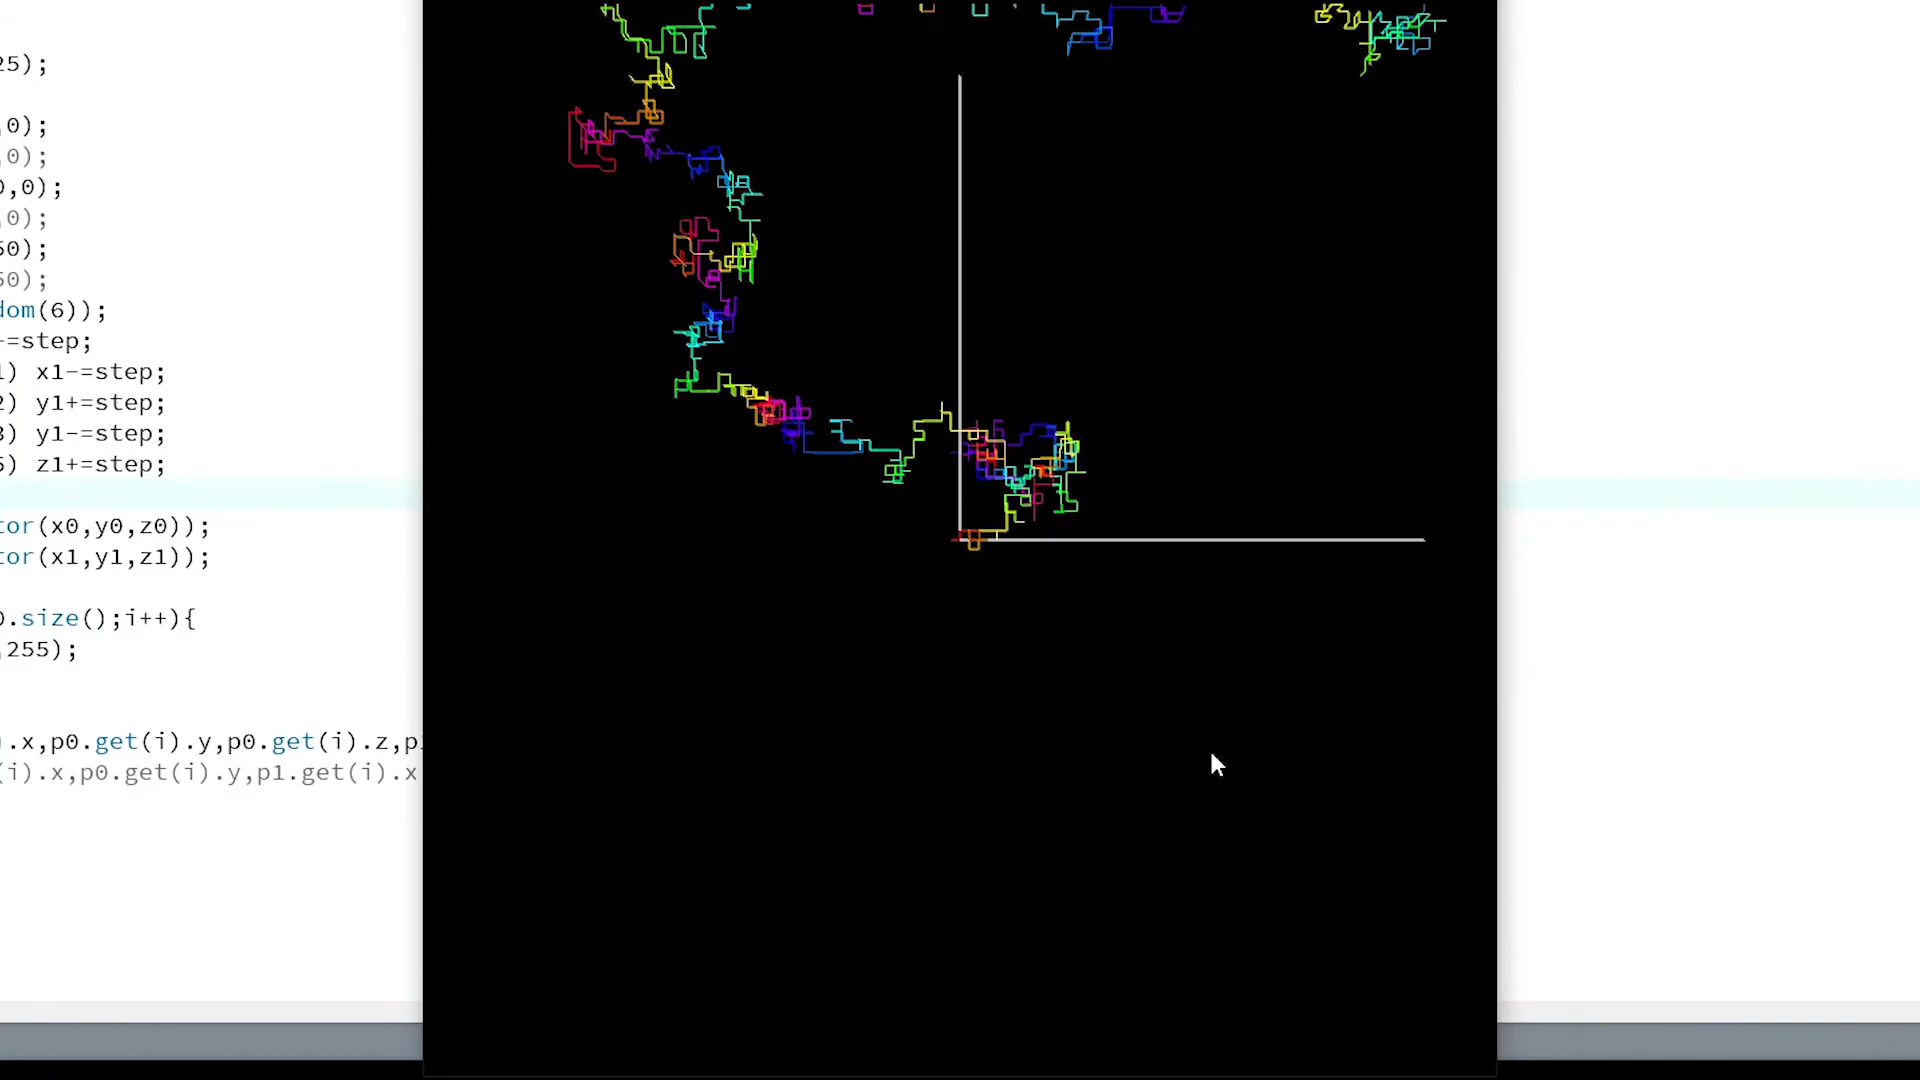 25);
,0);
,0);
0,0);
,0);
50);
50);
dom(6));
+=step;
1) x1-=step;
2) y1+=step;
3) y1-=step;
5) z1+=step;
tor(x0,y0,z0));
tor(x1,y1,z1));
0.size();i++){
,255);
).x,p0.get(i).y,p0.get(i).z,p1
(i).x,p0.get(i).y,p1.get(i).x